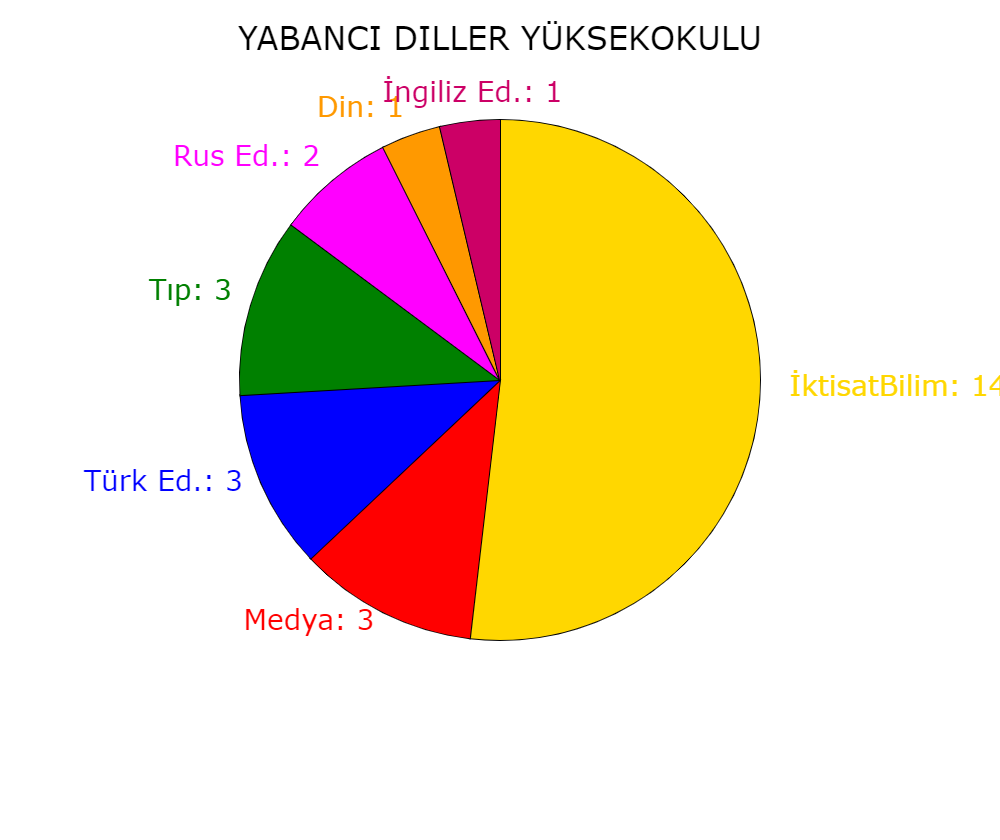 YABANCI DILLER YÜKSEKOKULU
İngiliz Ed.: 1
Din: 1
Rus Ed.: 2
Tıp: 3
İktisatBilim: 14
Türk Ed.: 3
Medya: 3